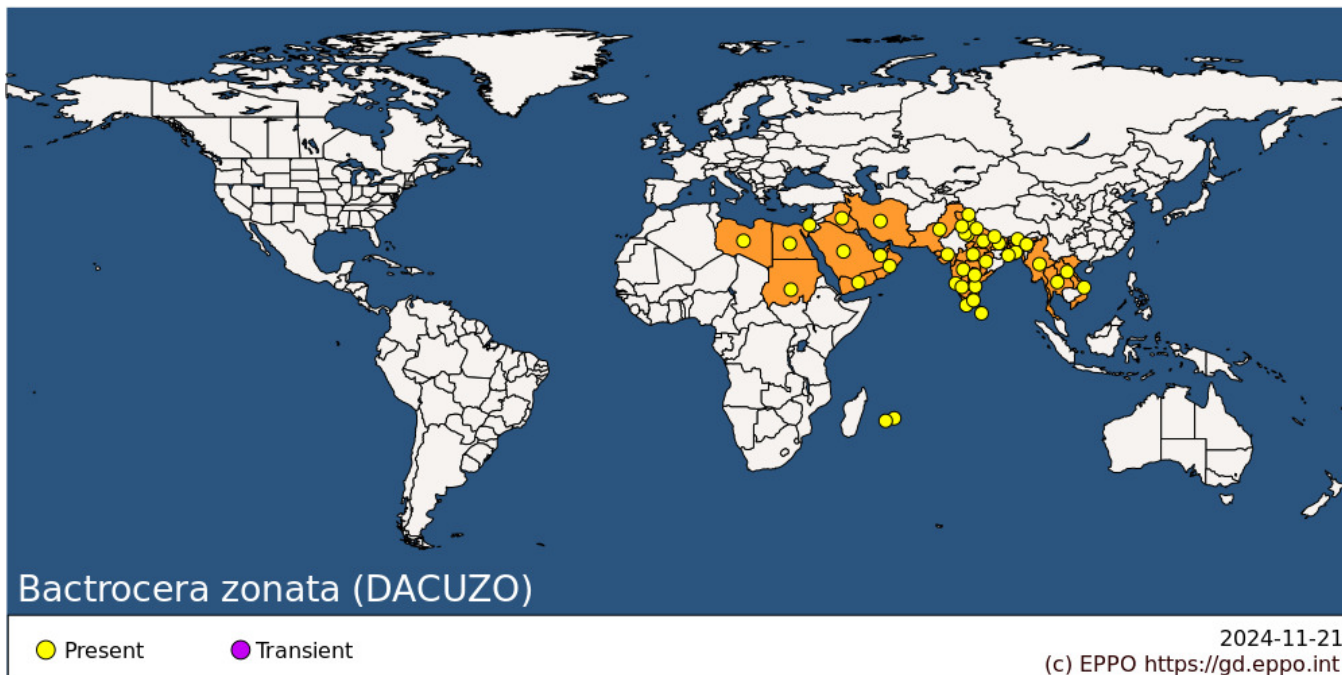 Bactrocera zonata (DACUZO)
Present
Transient
2024-11-21
(c) EPPO https://gd.eppo.int